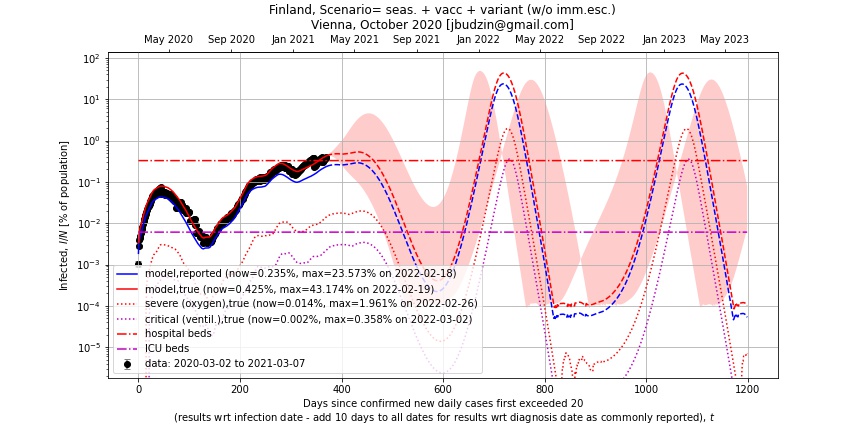 Finland, Scenario= seas. + vacc + variant (w/o imm.esc.)
Vienna, October 2020 [jbudzin@gmail.com]
May 2020 Sep 2020 Jan 2021 May 2021 Sep 2021 Jan 2022 May 2022 Sep 2022 Jan 2023 May 2023
Infected, I/N [% of population]
10²
10¹
10⁰
10⁻¹
10⁻²
10⁻³
10⁻⁴
10⁻⁵
model,reported (now=0.235%, max=23.573% on 2022-02-18)
model,true (now=0.425%, max=43.174% on 2022-02-19)
severe (oxygen),true (now=0.014%, max=1.961% on 2022-02-26)
critical (ventil.),true (now=0.002%, max=0.358% on 2022-03-02)
hospital beds
ICU beds
data: 2020-03-02 to 2021-03-07
0 200 400 600 800 1000 1200
Days since confirmed new daily cases first exceeded 20
(results wrt infection date - add 10 days to all dates for results wrt diagnosis date as commonly reported), t